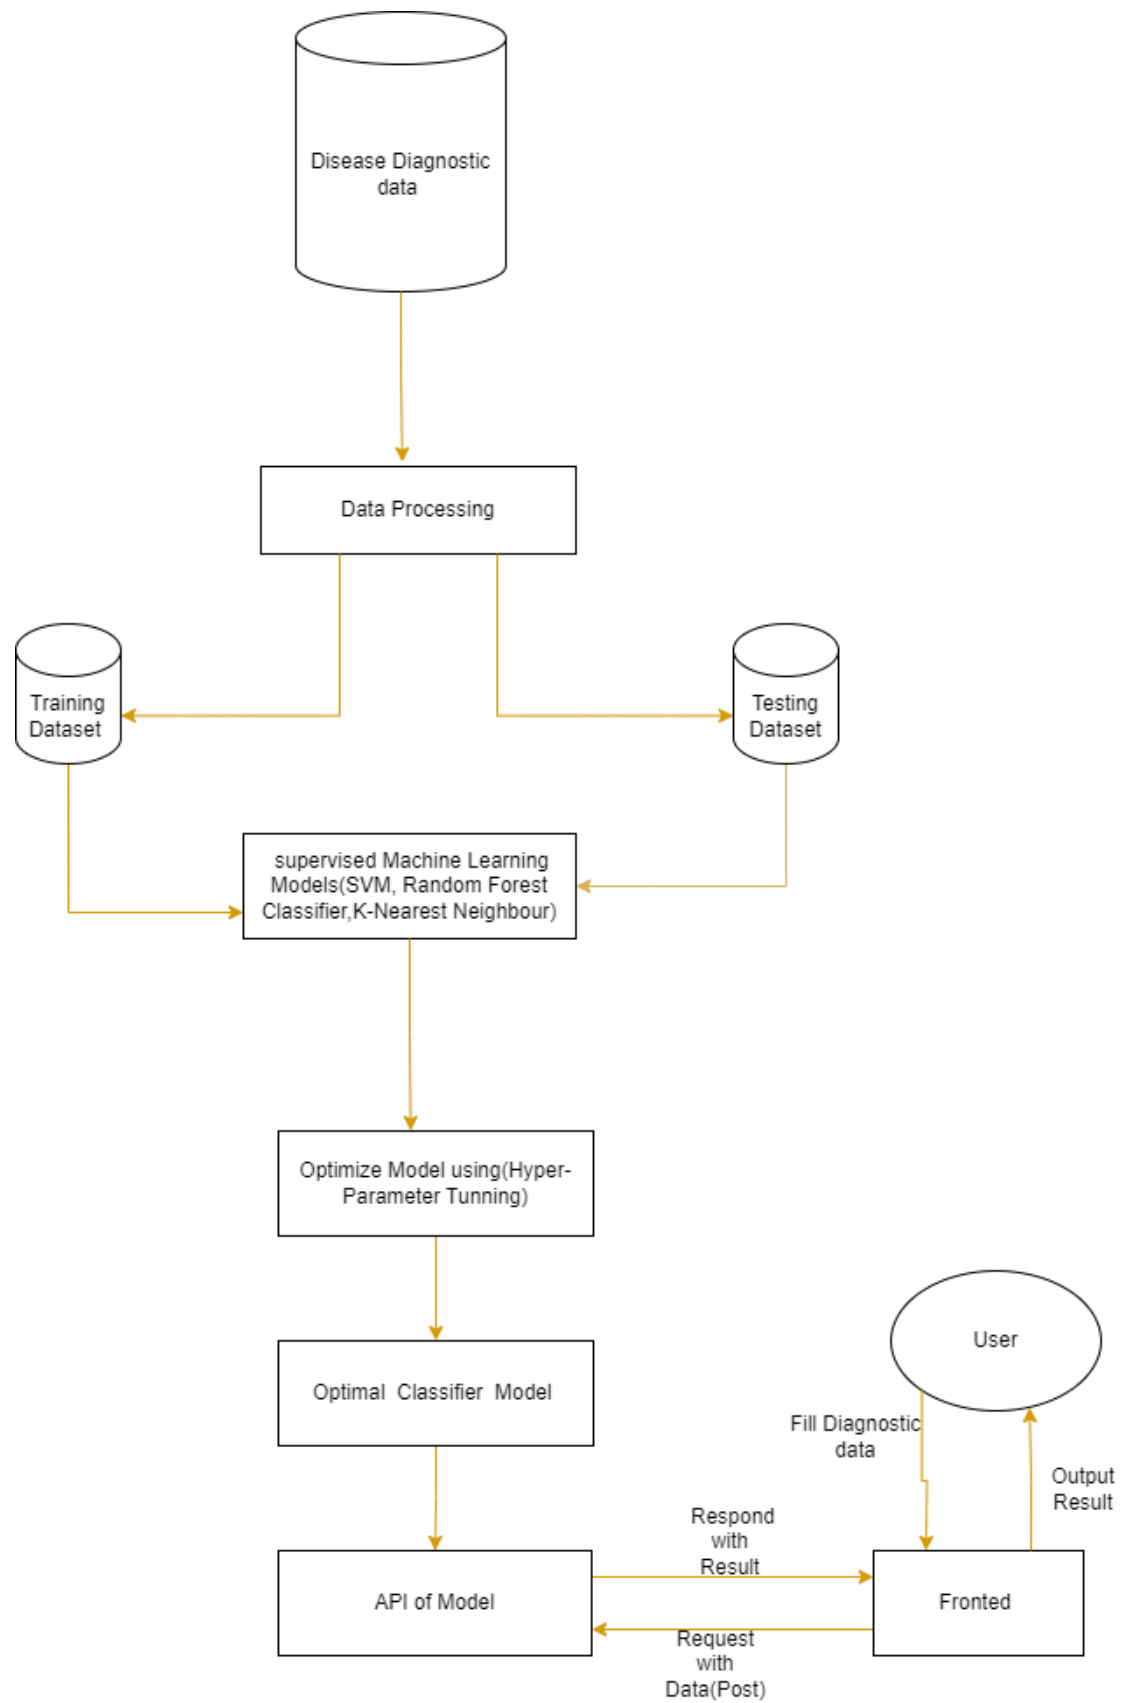 Disease Diagnostic
data
Data Processing
Training
Dataset
Testing
Dataset
supervised Machine Learning
Models(SVM, Random Forest
Classifier,K-Nearest Neighbour)
Optimize Model using(Hyper-
Parameter Tunning)
User
Optimal Classifier Model
Fill Diagnostic
data
Output
Result
Respond
with
Result
API of Model
Fronted
Request
with
Data(Post)